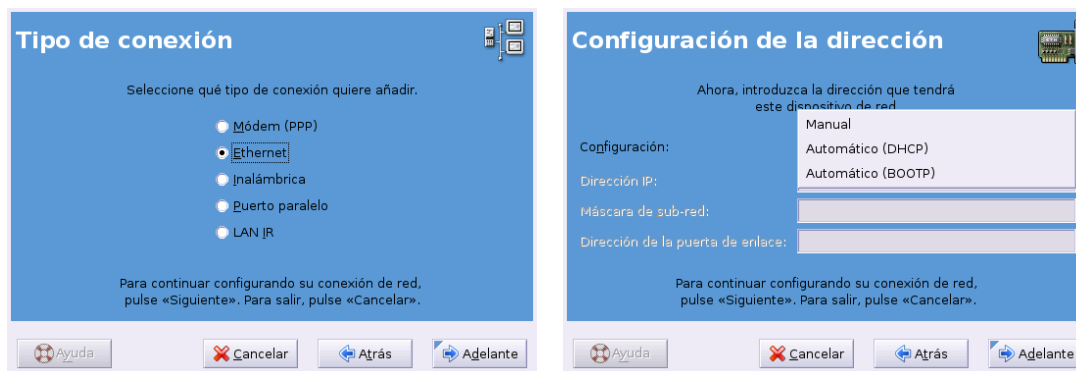 Tipo de conexión
Seleccione qué tipo de conexión quiere añadir.
Módem (PPP)
Ethernet
Inalámbrica
Puerto paralelo
LAN IR
Para continuar configurando su conexión de red,
pulse «Siguiente». Para salir, pulse «Cancelar».
Ayuda
Cancelar
Atrás
Adelante
Configuración de la dirección
Ahora, introduzca la dirección que tendrá
este dispositivo de red
Configuración:
Manual
Automático (DHCP)
Automático (BOOTP)
Dirección IP:
Máscara de sub-red:
Dirección de la puerta de enlace:
Para continuar configurando su conexión de red,
pulse «Siguiente». Para salir, pulse «Cancelar».
Ayuda
Cancelar
Atrás
Adelante